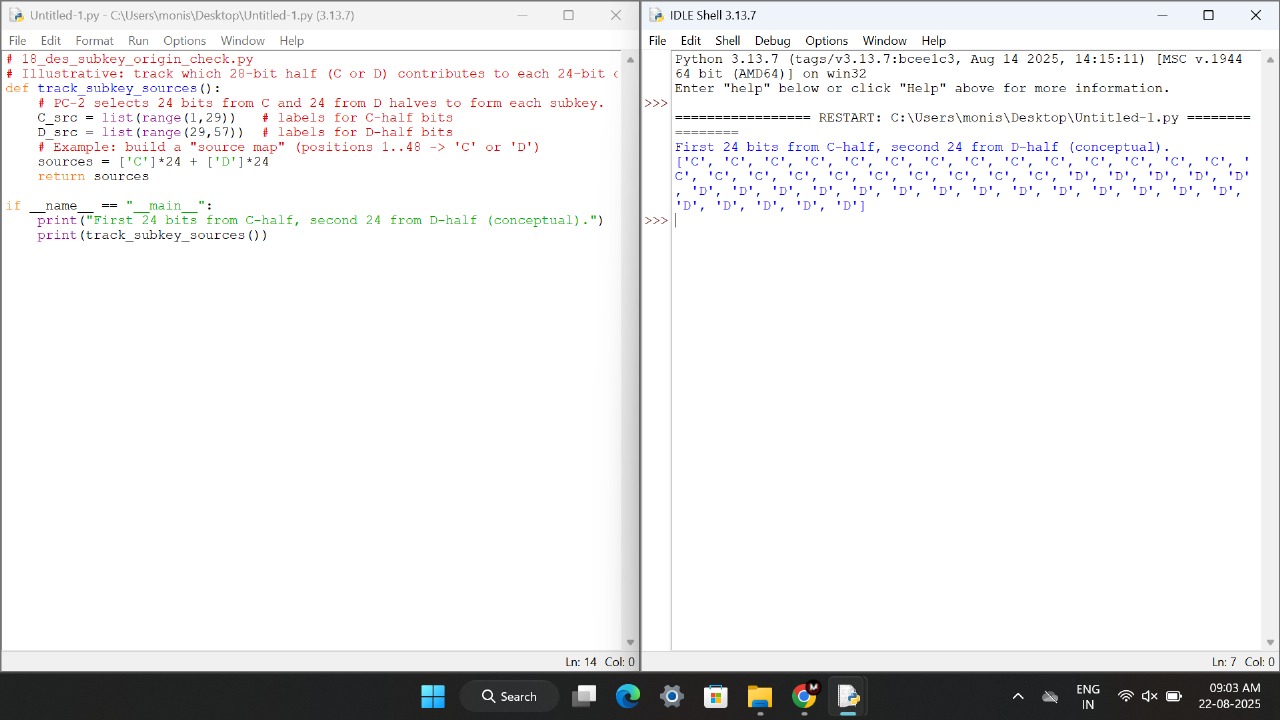 Untitled-1.py - C:\Users\monis\Desktop\Untitled-1.py (3.13.7)
File Edit Format Run Options Window Help
# 18_des_subkey_origin_check.py
# Illustrative: track which 28-bit half (C or D) contributes to each 24-bit c
def track_subkey_sources():
    # PC-2 selects 24 bits from C and 24 from D halves to form each subkey.
    C_src = list(range(1,29))   # labels for C-half bits
    D_src = list(range(29,57))  # labels for D-half bits
    # Example: build a "source map" (positions 1..48 -> 'C' or 'D')
    sources = ['C']*24 + ['D']*24
    return sources
if __name__ == "__main__":
    print("First 24 bits from C-half, second 24 from D-half (conceptual).")
    print(track_subkey_sources())
Ln: 14 Col: 0
IDLE Shell 3.13.7
File Edit Shell Debug Options Window Help
Python 3.13.7 (tags/v3.13.7:bcee1c3, Aug 14 2025, 14:15:11) [MSC v.1944
64 bit (AMD64)] on win32
Enter "help" below or click "Help" above for more information.
>>>
================= RESTART: C:\Users\monis\Desktop\Untitled-1.py ========
========
First 24 bits from C-half, second 24 from D-half (conceptual).
['C', 'C', 'C', 'C', 'C', 'C', 'C', 'C', 'C', 'C', 'C', 'C', 'C', 'C', '
C', 'C', 'C', 'C', 'C', 'C', 'C', 'C', 'C', 'C', 'D', 'D', 'D', 'D', 'D'
, 'D', 'D', 'D', 'D', 'D', 'D', 'D', 'D', 'D', 'D', 'D', 'D', 'D', 'D',
'D', 'D', 'D', 'D', 'D']
>>>
Ln: 7 Col: 0
Search
M
ENG
IN
09:03 AM
22-08-2025